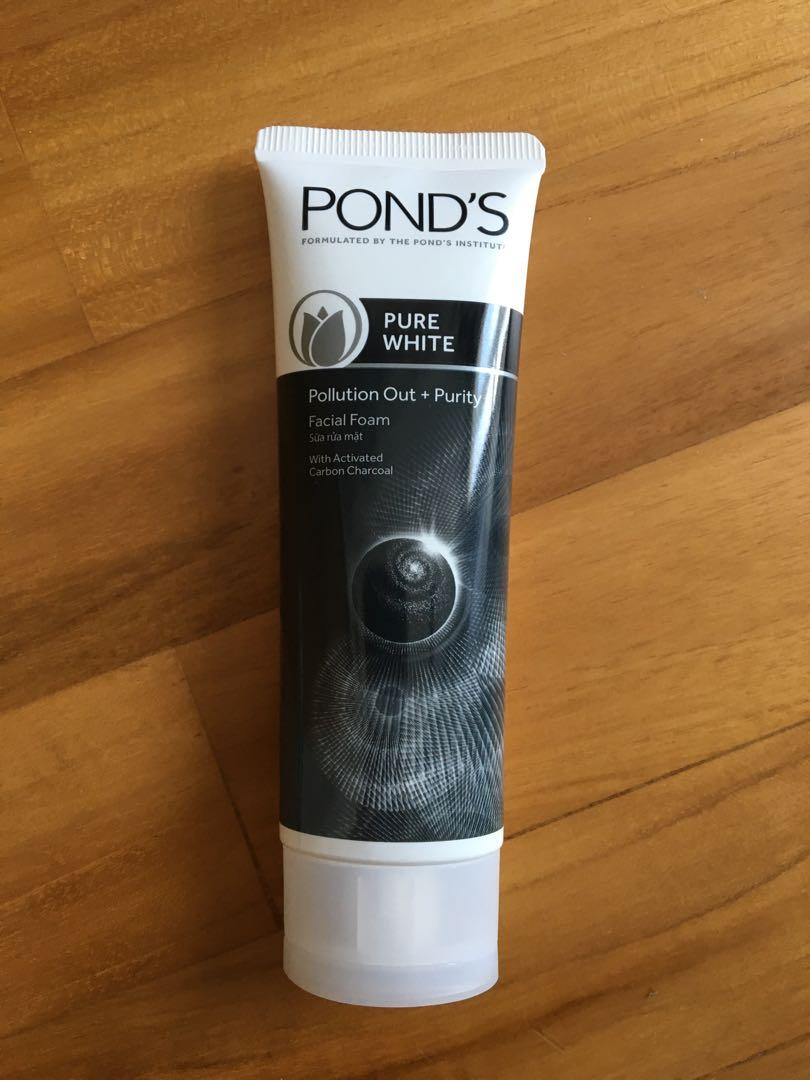 POND'S
FORMULATED BY THE POND'S INSTITUT
PURE
WHITE
Pollution Out + Purity
Facial Foam
Sữa rửa mặt
With Activated
Carbon Charcoal